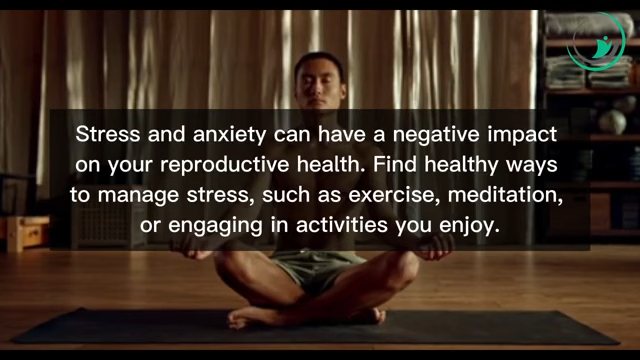 Stress and anxiety can have a negative impact
on your reproductive health. Find healthy ways
to manage stress, such as exercise, meditation,
or engaging in activities you enjoy.